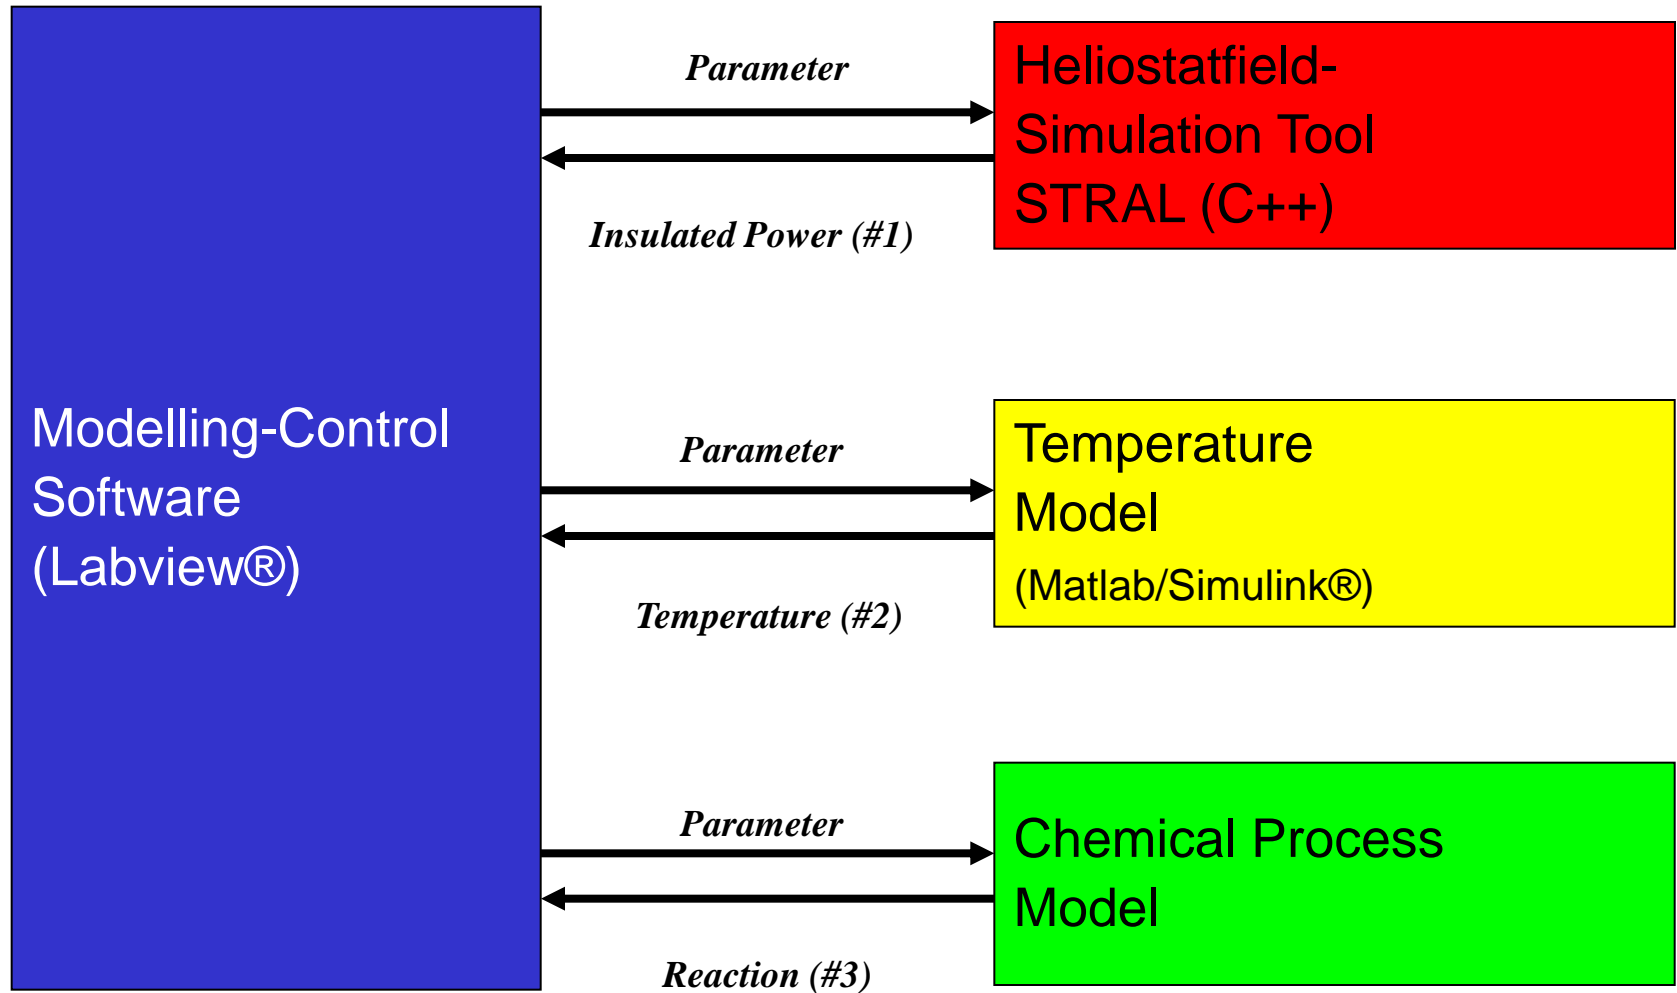 Modelling-Control
Software
(Labview®)
Parameter
Insulated Power (#1)
Heliostatfield-
Simulation Tool
STRAL (C++)
Parameter
Temperature (#2)
Temperature
Model
(Matlab/Simulink®)
Parameter
Reaction (#3)
Chemical Process
Model